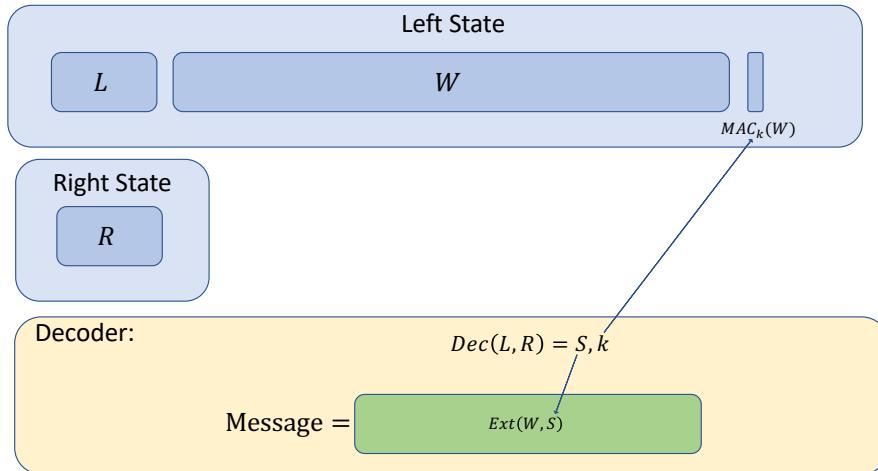 Left State
L W
MAC_k(W)
Right State
R
Decoder:
Dec(L, R) = S, k
Message = Ext(W, S)